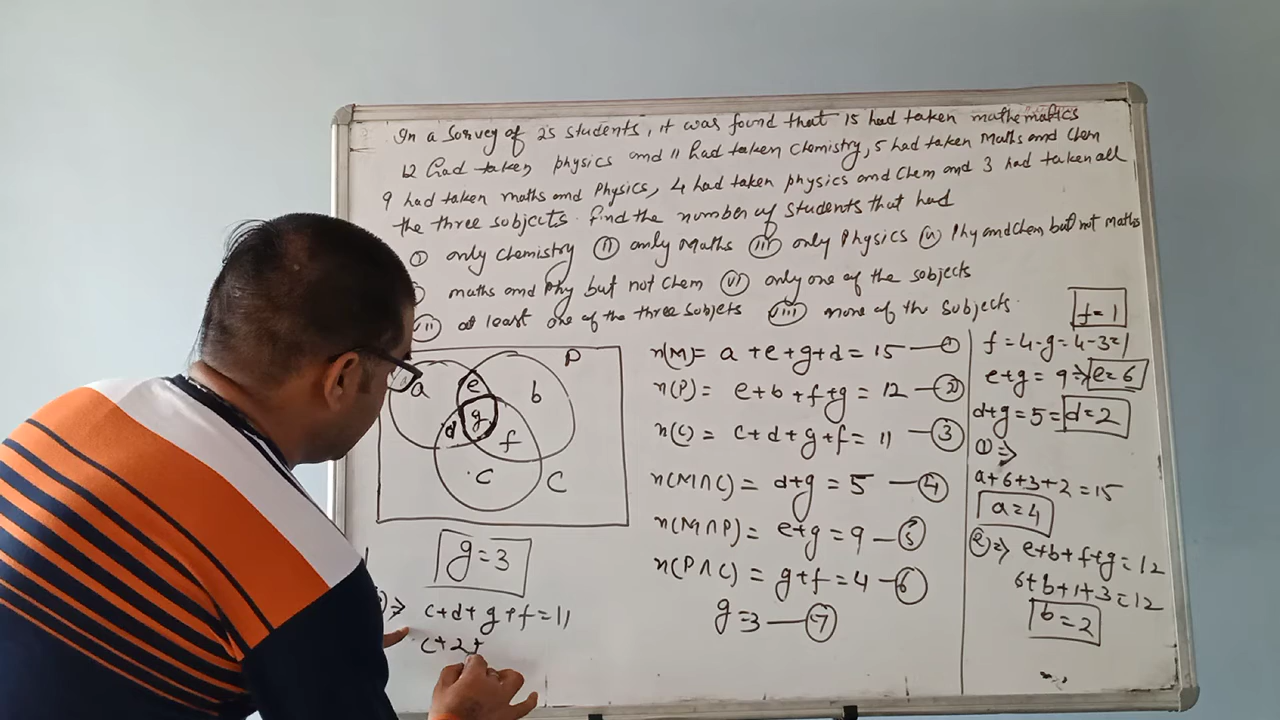 In a Sorvey of 25 students, it was found that 15 had taken mathematics
12 had taken physics and 11 had taken Chemistry, 5 had taken Maths and Chem
9 had taken maths and Physics, 4 had taken physics and Chem and 3 had taken all
the three subjects. find the number of students that had
(I) only Chemistry (II) only Maths (III) only Physics (IV) Phy and Chem but not Maths
maths and Phy but not Chem (VI) only one of the subjects
at least one of the three Subjets (VIII) none of the Subjects.
P
a e b
d g f
C C
g=3
⇒ c+d+g+f=11
c+2+
n(M)= a+e+g+d=15 — ①
n(P)= e+b+f+g=12 — ②
n(C)= c+d+g+f=11 — ③
n(M∩C)= d+g=5 — ④
n(M∩P)= e+g=9 — ⑤
n(P∩C)= g+f=4 — ⑥
g=3 — ⑦
f=1
f=4-g=4-3=1
e+g=9⇒e=6
d+g=5=d=2
①⇒
a+6+3+2=15
a=4
②⇒ e+b+f+g=12
6+b+1+3=12
b=2